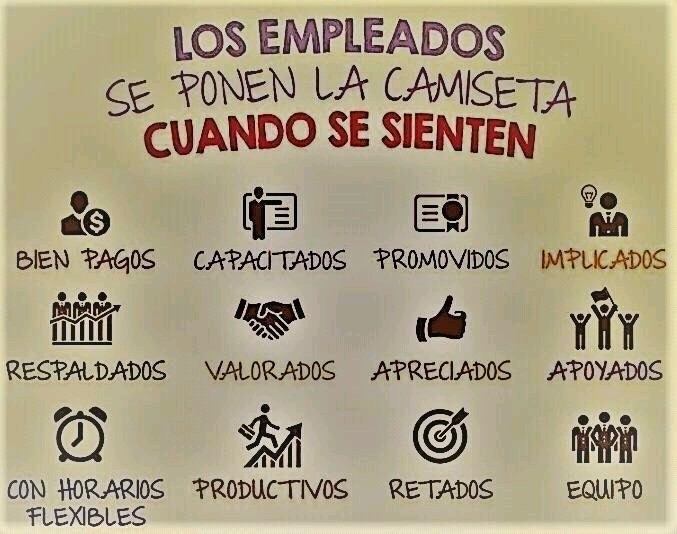 LOS EMPLEADOS
SE PONEN LA CAMISETA
CUANDO SE SIENTEN
BIEN PAGOS
CAPACITADOS
PROMOVIDOS
IMPLICADOS
RESPALDADOS
VALORADOS
APRECIADOS
APOYADOS
CON HORARIOS
FLEXIBLES
PRODUCTIVOS
RETADOS
EQUIPO